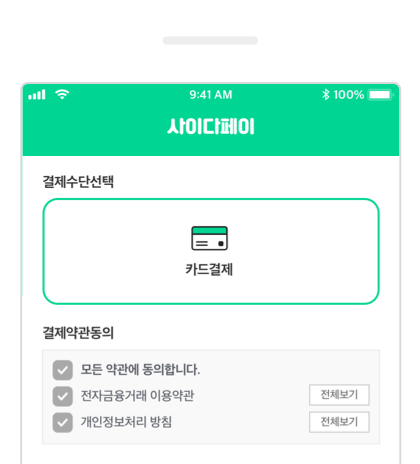 9:41 AM 100%
사이다페이
결제수단선택
카드결제
결제약관동의
모든 약관에 동의합니다.
전자금융거래 이용약관 전체보기
개인정보처리 방침 전체보기